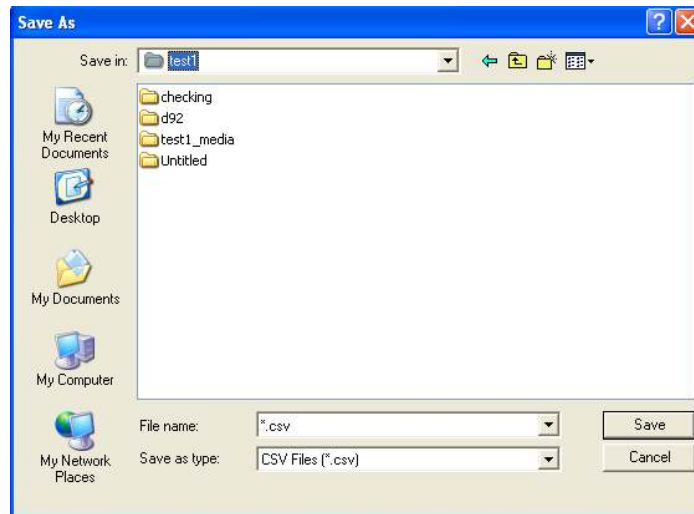 Save As
Save in:
test1
My Recent
Documents
Desktop
My Documents
My Computer
My Network
Places
checking
d92
test1_media
Untitled
File name:
*.csv
Save
Save as type:
CSV Files (*.csv)
Cancel